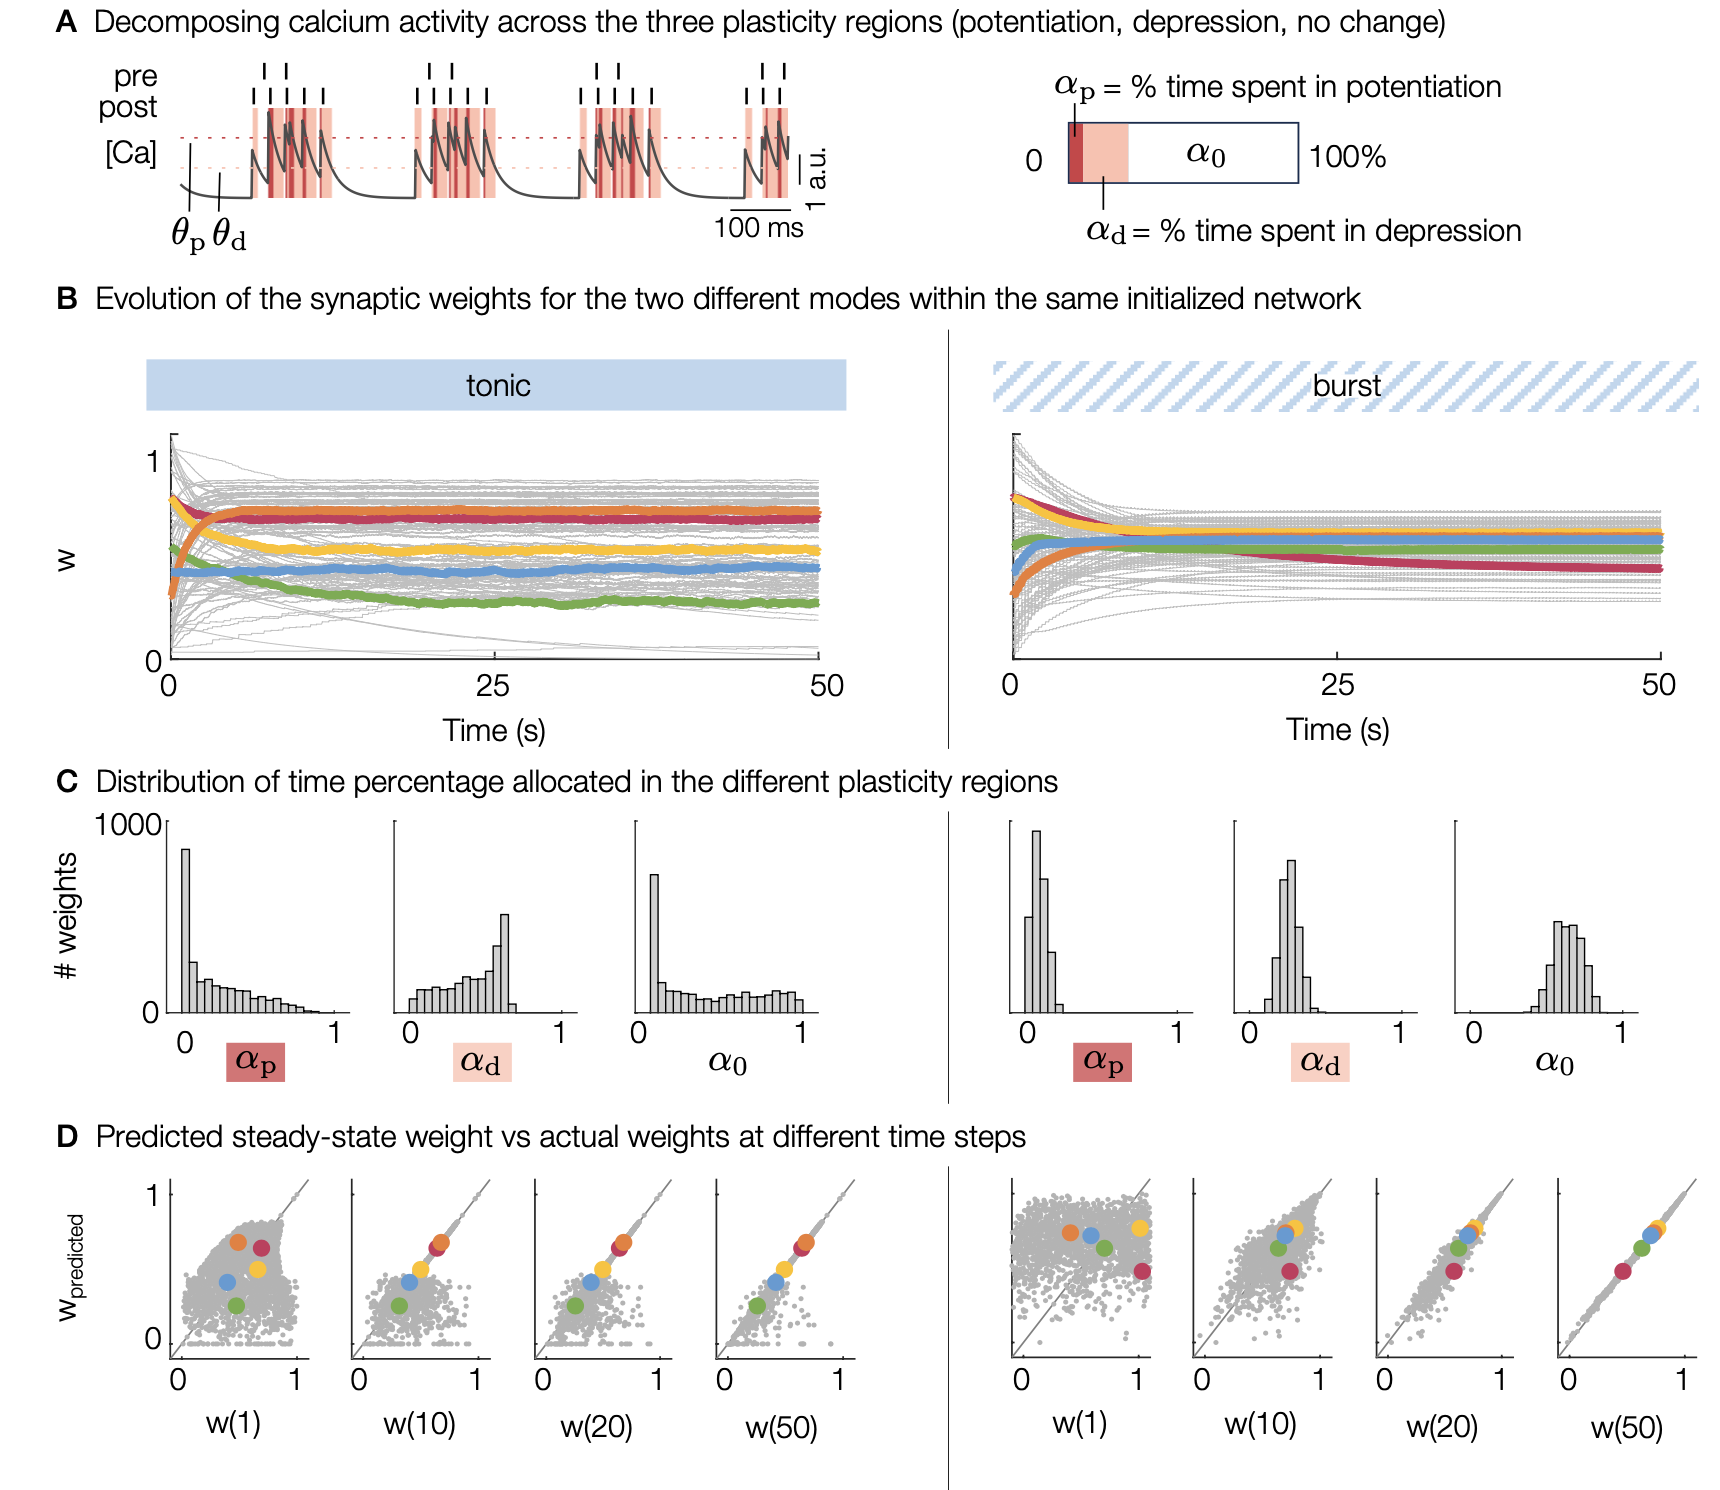 A Decomposing calcium activity across the three plasticity regions (potentiation, depression, no change)
pre
post
[Ca]
θp θd
1 a.u.
100 ms
αp = % time spent in potentiation
0
α0
100%
αd = % time spent in depression
B Evolution of the synaptic weights for the two different modes within the same initialized network
tonic
burst
w
1
0
0 25 50
Time (s)
0 25 50
Time (s)
C Distribution of time percentage allocated in the different plasticity regions
# weights
1000
0
0 1
αp
0 1
αd
0 1
α0
0 1
αp
0 1
αd
0 1
α0
D Predicted steady-state weight vs actual weights at different time steps
wpredicted
1
0
0 1
w(1)
0 1
w(10)
0 1
w(20)
0 1
w(50)
0 1
w(1)
0 1
w(10)
0 1
w(20)
0 1
w(50)